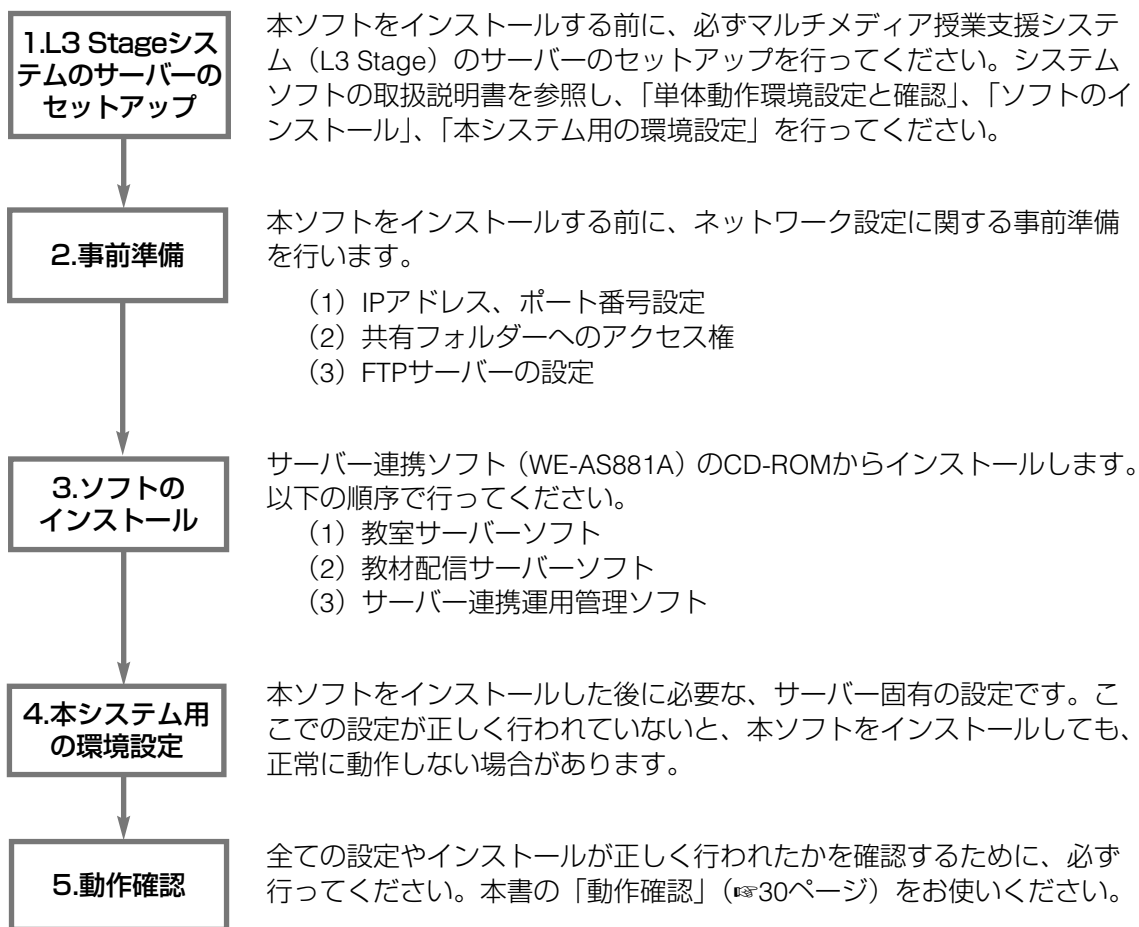 1.L3 Stageシス
テムのサーバーの
セットアップ
本ソフトをインストールする前に、必ずマルチメディア授業支援システ
ム（L3 Stage）のサーバーのセットアップを行ってください。システム
ソフトの取扱説明書を参照し、「単体動作環境設定と確認」、「ソフトのイ
ンストール」、「本システム用の環境設定」を行ってください。
2.事前準備
本ソフトをインストールする前に、ネットワーク設定に関する事前準備
を行います。
（1）IPアドレス、ポート番号設定
（2）共有フォルダーへのアクセス権
（3）FTPサーバーの設定
3.ソフトの
インストール
サーバー連携ソフト（WE-AS881A）のCD-ROMからインストールします。
以下の順序で行ってください。
（1）教室サーバーソフト
（2）教材配信サーバーソフト
（3）サーバー連携運用管理ソフト
4.本システム用
の環境設定
本ソフトをインストールした後に必要な、サーバー固有の設定です。こ
こでの設定が正しく行われていないと、本ソフトをインストールしても、
正常に動作しない場合があります。
5.動作確認
全ての設定やインストールが正しく行われたかを確認するために、必ず
行ってください。本書の「動作確認」（☞30ページ）をお使いください。